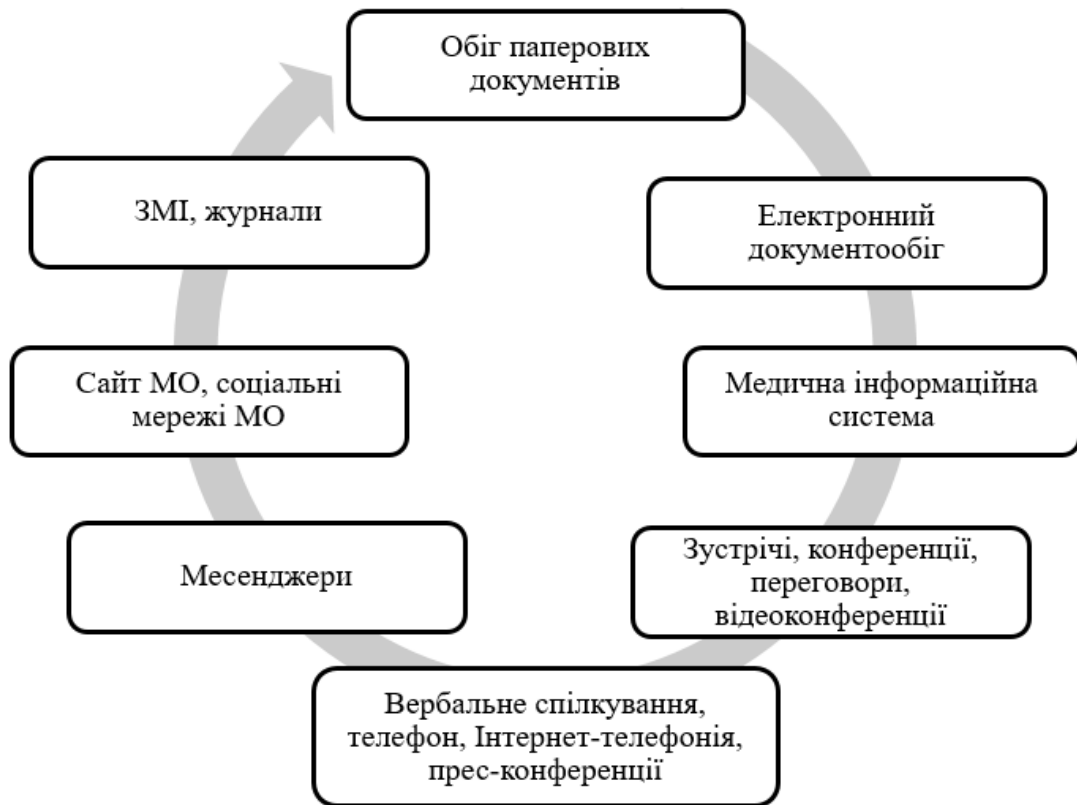 Обіг паперових
документів
Електронний
документообіг
Медична інформаційна
система
Зустрічі, конференції,
переговори,
відеоконференції
Вербальне спілкування,
телефон, Інтернет-телефонія,
прес-конференції
Месенджери
Сайт МО, соціальні
мережі МО
ЗМІ, журнали